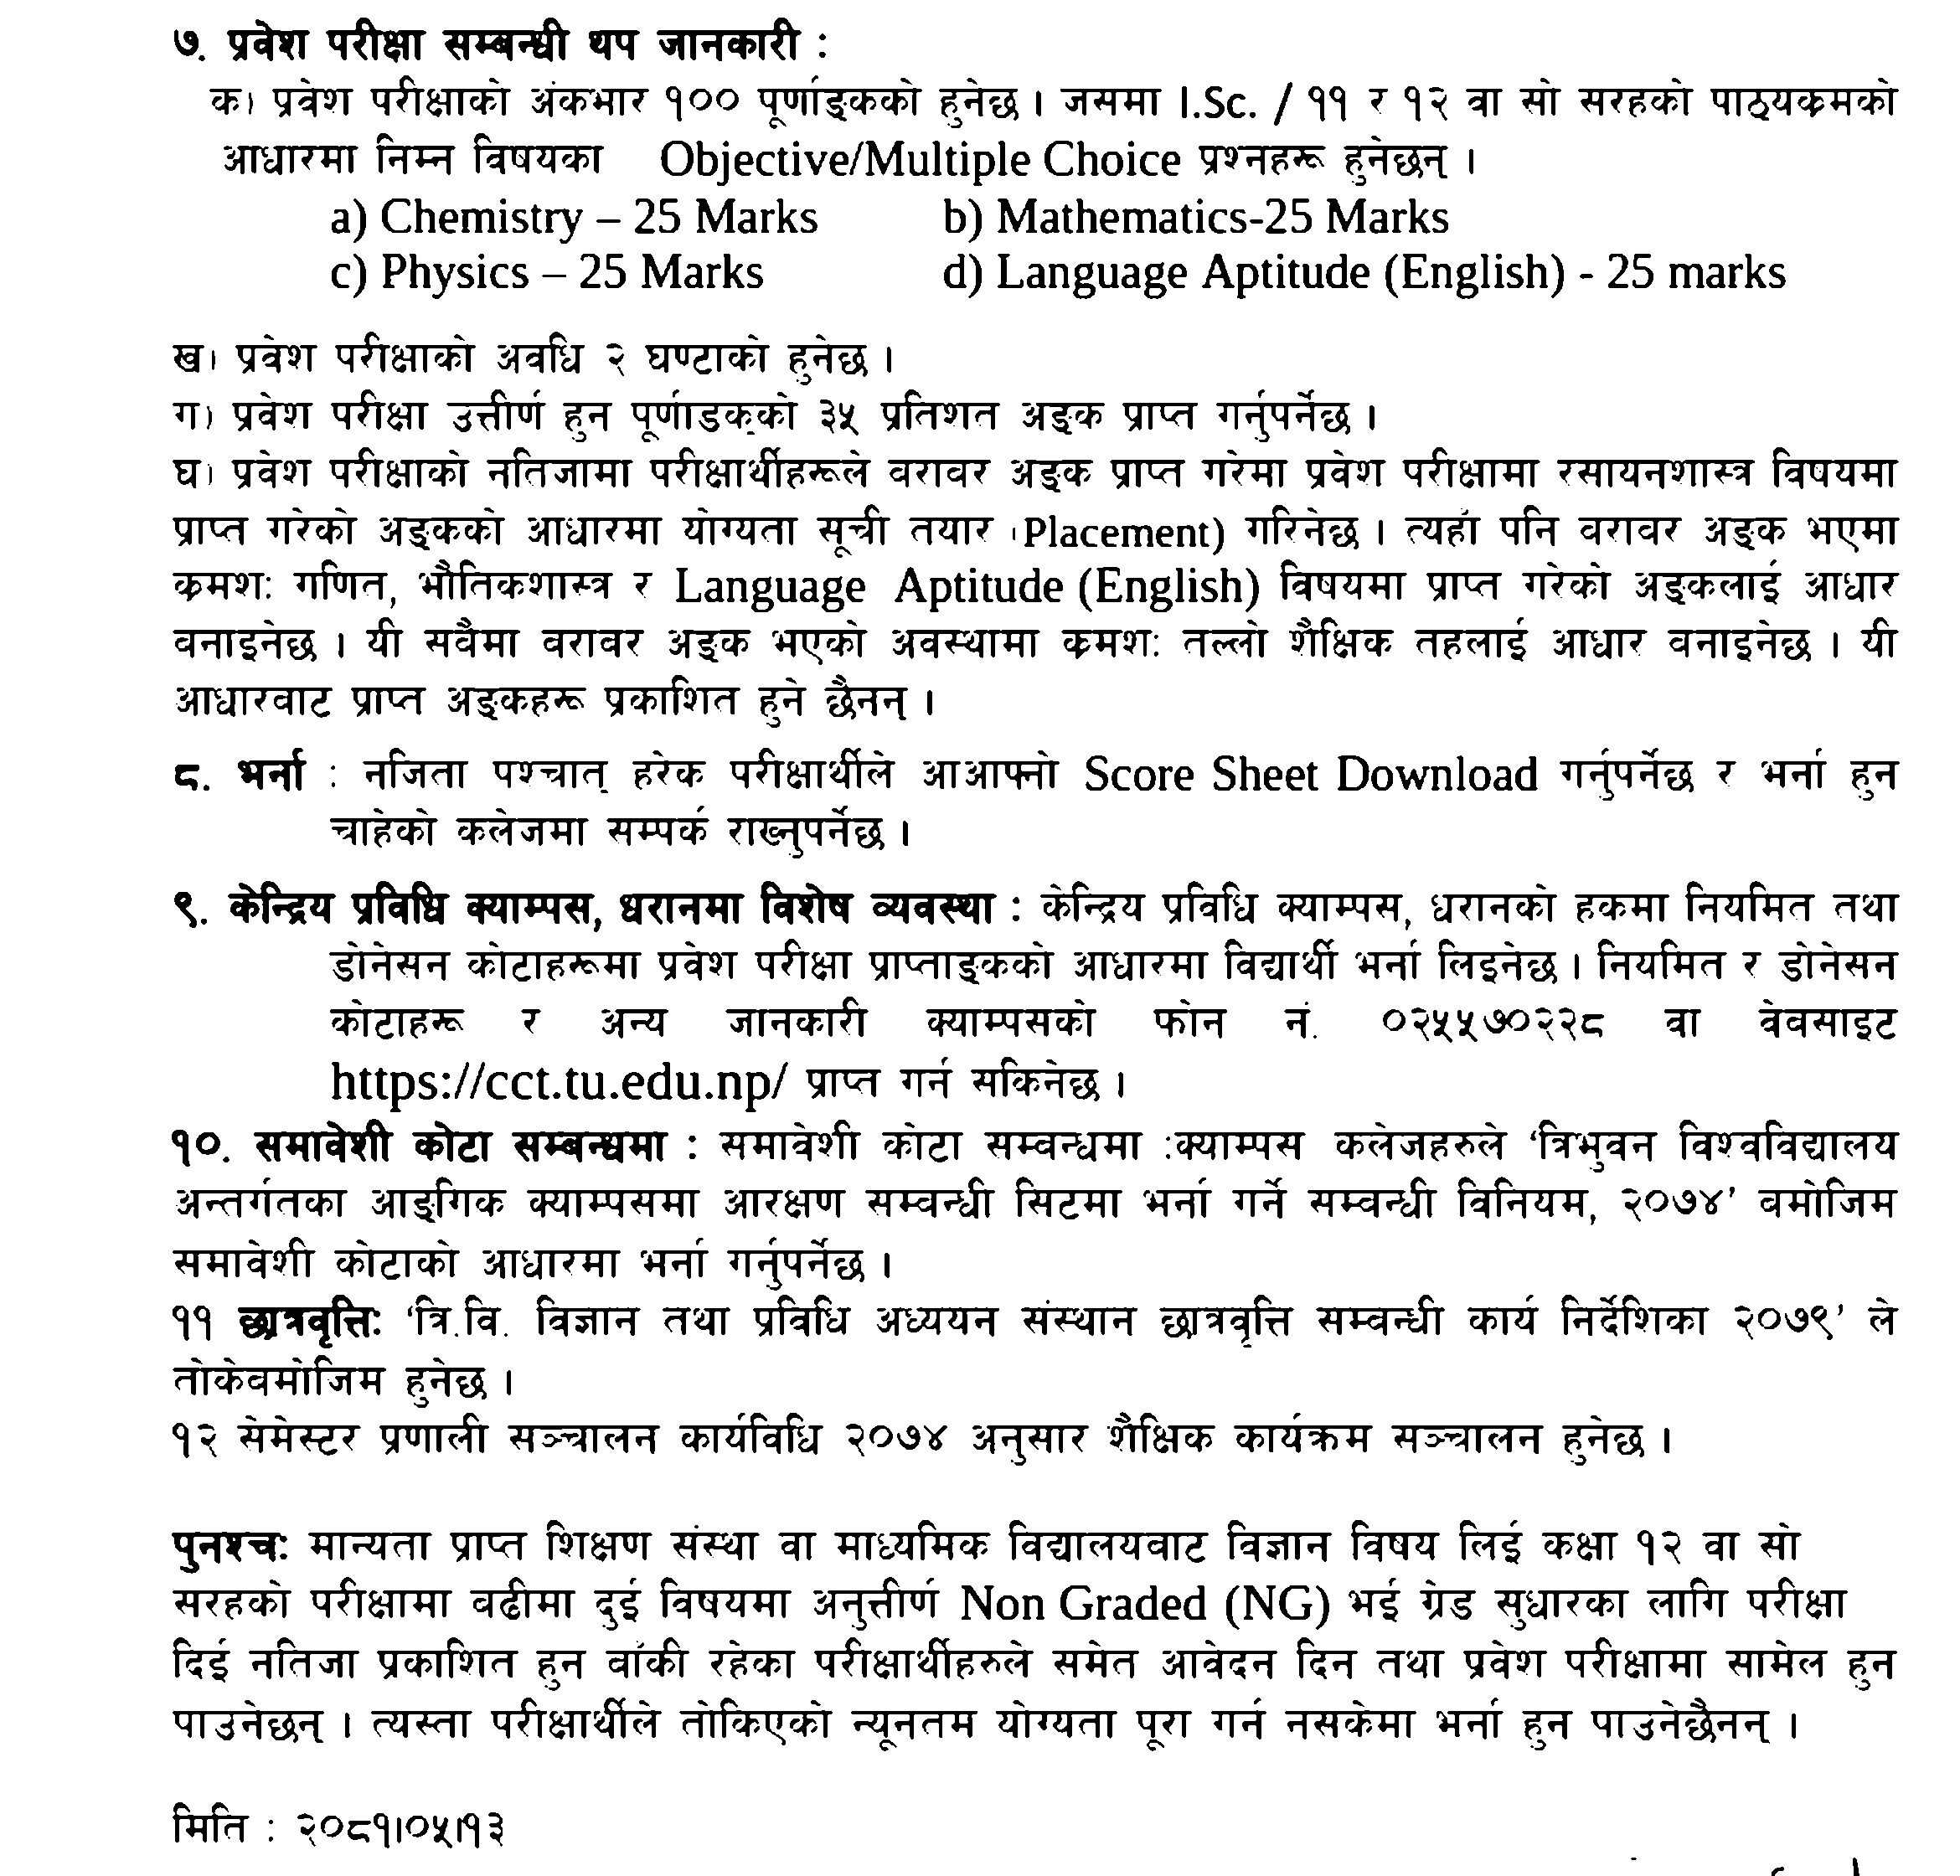 ७. प्रवेश परीक्षा सम्बन्धी थप जानकारी :
क) प्रवेश परीक्षाको अंकभार १०० पूर्णाङ्कको हुनेछ । जसमा I.Sc. / ११ र १२ वा सो सरहको पाठ्यक्रमको
आधारमा निम्न विषयका Objective/Multiple Choice प्रश्नहरू हुनेछन् ।
a) Chemistry – 25 Marks b) Mathematics-25 Marks
c) Physics – 25 Marks d) Language Aptitude (English) - 25 marks
ख) प्रवेश परीक्षाको अवधि २ घण्टाको हुनेछ ।
ग) प्रवेश परीक्षा उत्तीर्ण हुन पूर्णाडक्को ३५ प्रतिशत अङ्क प्राप्त गर्नुपर्नेछ ।
घ) प्रवेश परीक्षाको नतिजामा परीक्षार्थीहरूले वरावर अङ्क प्राप्त गरेमा प्रवेश परीक्षामा रसायनशास्त्र विषयमा
प्राप्त गरेको अङ्कको आधारमा योग्यता सूची तयार (Placement) गरिनेछ । त्यहाँ पनि वरावर अङ्क भएमा
क्रमशः गणित, भौतिकशास्त्र र Language Aptitude (English) विषयमा प्राप्त गरेको अङ्कलाई आधार
वनाइनेछ । यी सवैमा वरावर अङ्क भएको अवस्थामा क्रमशः तल्लो शैक्षिक तहलाई आधार वनाइनेछ । यी
आधारवाट प्राप्त अङ्कहरू प्रकाशित हुने छैनन् ।
८. भर्ना : नजिता पश्चात् हरेक परीक्षार्थीले आआफ्नो Score Sheet Download गर्नुपर्नेछ र भर्ना हुन
चाहेको कलेजमा सम्पर्क राख्नुपर्नेछ ।
९. केन्द्रिय प्रविधि क्याम्पस, धरानमा विशेष व्यवस्था : केन्द्रिय प्रविधि क्याम्पस, धरानको हकमा नियमित तथा
डोनेसन कोटाहरूमा प्रवेश परीक्षा प्राप्ताङ्कको आधारमा विद्यार्थी भर्ना लिइनेछ । नियमित र डोनेसन
कोटाहरू र अन्य जानकारी क्याम्पसको फोन नं. ०२५५७०२२८ वा वेवसाइट
https://cct.tu.edu.np/ प्राप्त गर्न सकिनेछ ।
१०. समावेशी कोटा सम्बन्धमा : समावेशी कोटा सम्वन्धमा :क्याम्पस कलेजहरुले ‘त्रिभुवन विश्वविद्यालय
अन्तर्गतका आङ्गिक क्याम्पसमा आरक्षण सम्वन्धी सिटमा भर्ना गर्ने सम्वन्धी विनियम, २०७४’ वमोजिम
समावेशी कोटाको आधारमा भर्ना गर्नुपर्नेछ ।
११ छात्रवृत्तिः ‘त्रि.वि. विज्ञान तथा प्रविधि अध्ययन संस्थान छात्रवृत्ति सम्वन्धी कार्य निर्देशिका २०७९’ ले
तोकेवमोजिम हुनेछ ।
१२ सेमेस्टर प्रणाली सञ्चालन कार्यविधि २०७४ अनुसार शैक्षिक कार्यक्रम सञ्चालन हुनेछ ।
पुनश्चः मान्यता प्राप्त शिक्षण संस्था वा माध्यमिक विद्यालयवाट विज्ञान विषय लिई कक्षा १२ वा सो
सरहको परीक्षामा वढीमा दुई विषयमा अनुत्तीर्ण Non Graded (NG) भई ग्रेड सुधारका लागि परीक्षा
दिई नतिजा प्रकाशित हुन वाँकी रहेका परीक्षार्थीहरुले समेत आवेदन दिन तथा प्रवेश परीक्षामा सामेल हुन
पाउनेछन् । त्यस्ता परीक्षार्थीले तोकिएको न्यूनतम योग्यता पूरा गर्न नसकेमा भर्ना हुन पाउनेछैनन् ।
मिति : २०८१।०५।१३